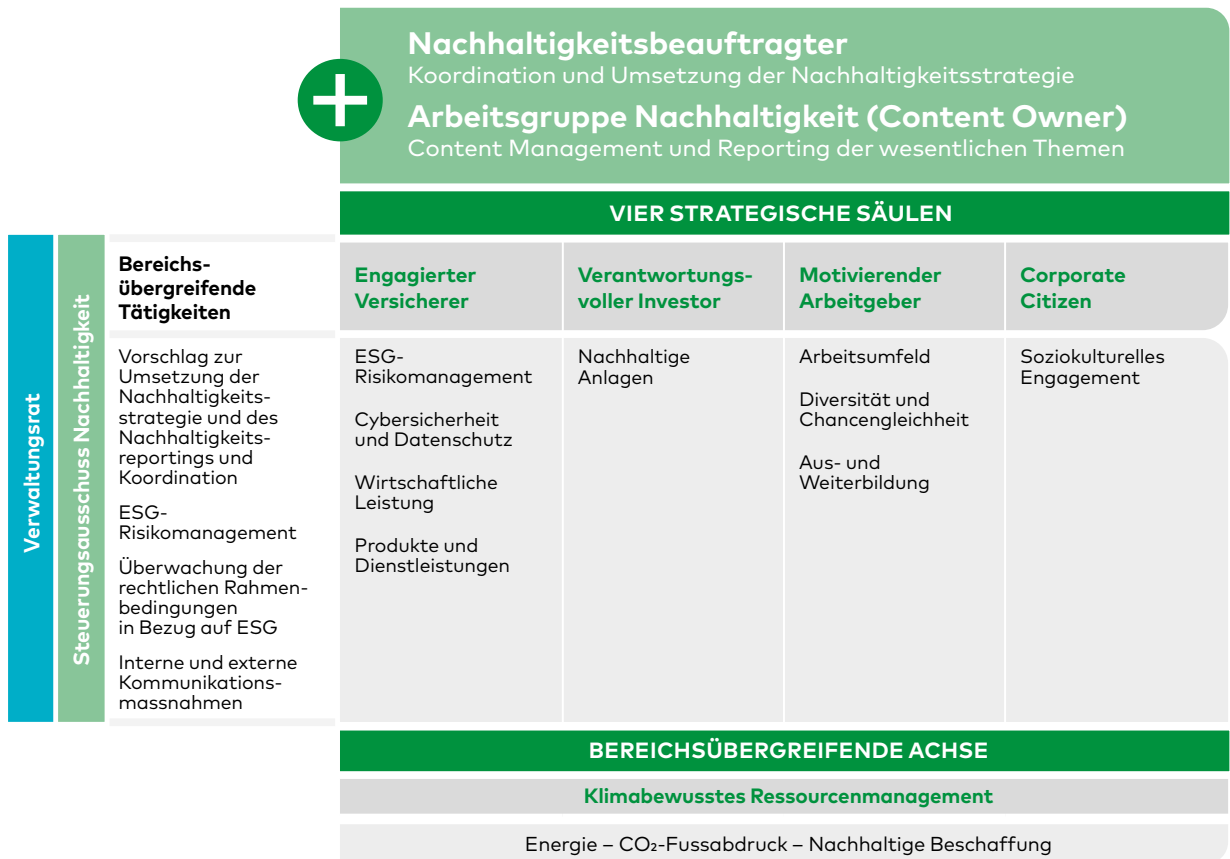 Nachhaltigkeitsbeauftragter
Koordination und Umsetzung der Nachhaltigkeitsstrategie
Arbeitsgruppe Nachhaltigkeit (Content Owner)
Content Management und Reporting der wesentlichen Themen
VIER STRATEGISCHE SÄULEN
Verwaltungsrat
Steuerungsausschuss Nachhaltigkeit
Bereichs-
übergreifende
Tätigkeiten
Vorschlag zur
Umsetzung der
Nachhaltigkeits-
strategie und des
Nachhaltigkeits-
reportings und
Koordination
ESG-
Risikomanagement
Überwachung der
rechtlichen Rahmen-
bedingungen
in Bezug auf ESG
Interne und externe
Kommunikations-
massnahmen
Engagierter
Versicherer
ESG-
Risikomanagement
Cybersicherheit
und Datenschutz
Wirtschaftliche
Leistung
Produkte und
Dienstleistungen
Verantwortungs-
voller Investor
Nachhaltige
Anlagen
Motivierender
Arbeitgeber
Arbeitsumfeld
Diversität und
Chancengleichheit
Aus- und
Weiterbildung
Corporate
Citizen
Soziokulturelles
Engagement
BEREICHSÜBERGREIFENDE ACHSE
Klimabewusstes Ressourcenmanagement
Energie – CO₂-Fussabdruck – Nachhaltige Beschaffung